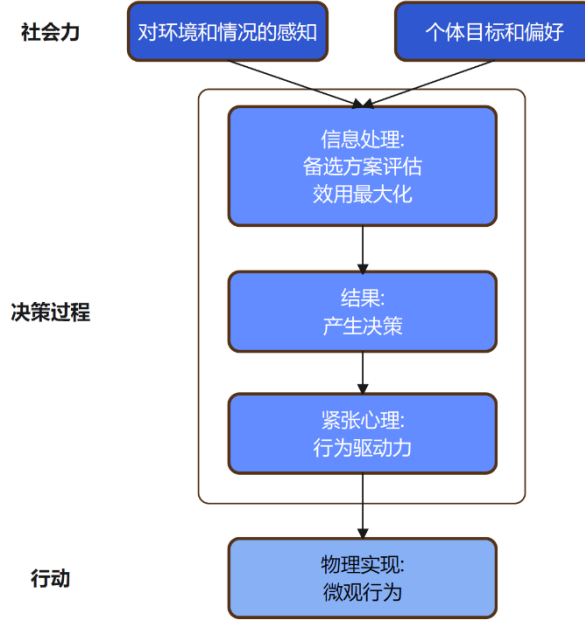 社会力
对环境和情况的感知
个体目标和偏好
信息处理:
备选方案评估
效用最大化
决策过程
结果:
产生决策
紧张心理:
行为驱动力
行动
物理实现:
微观行为